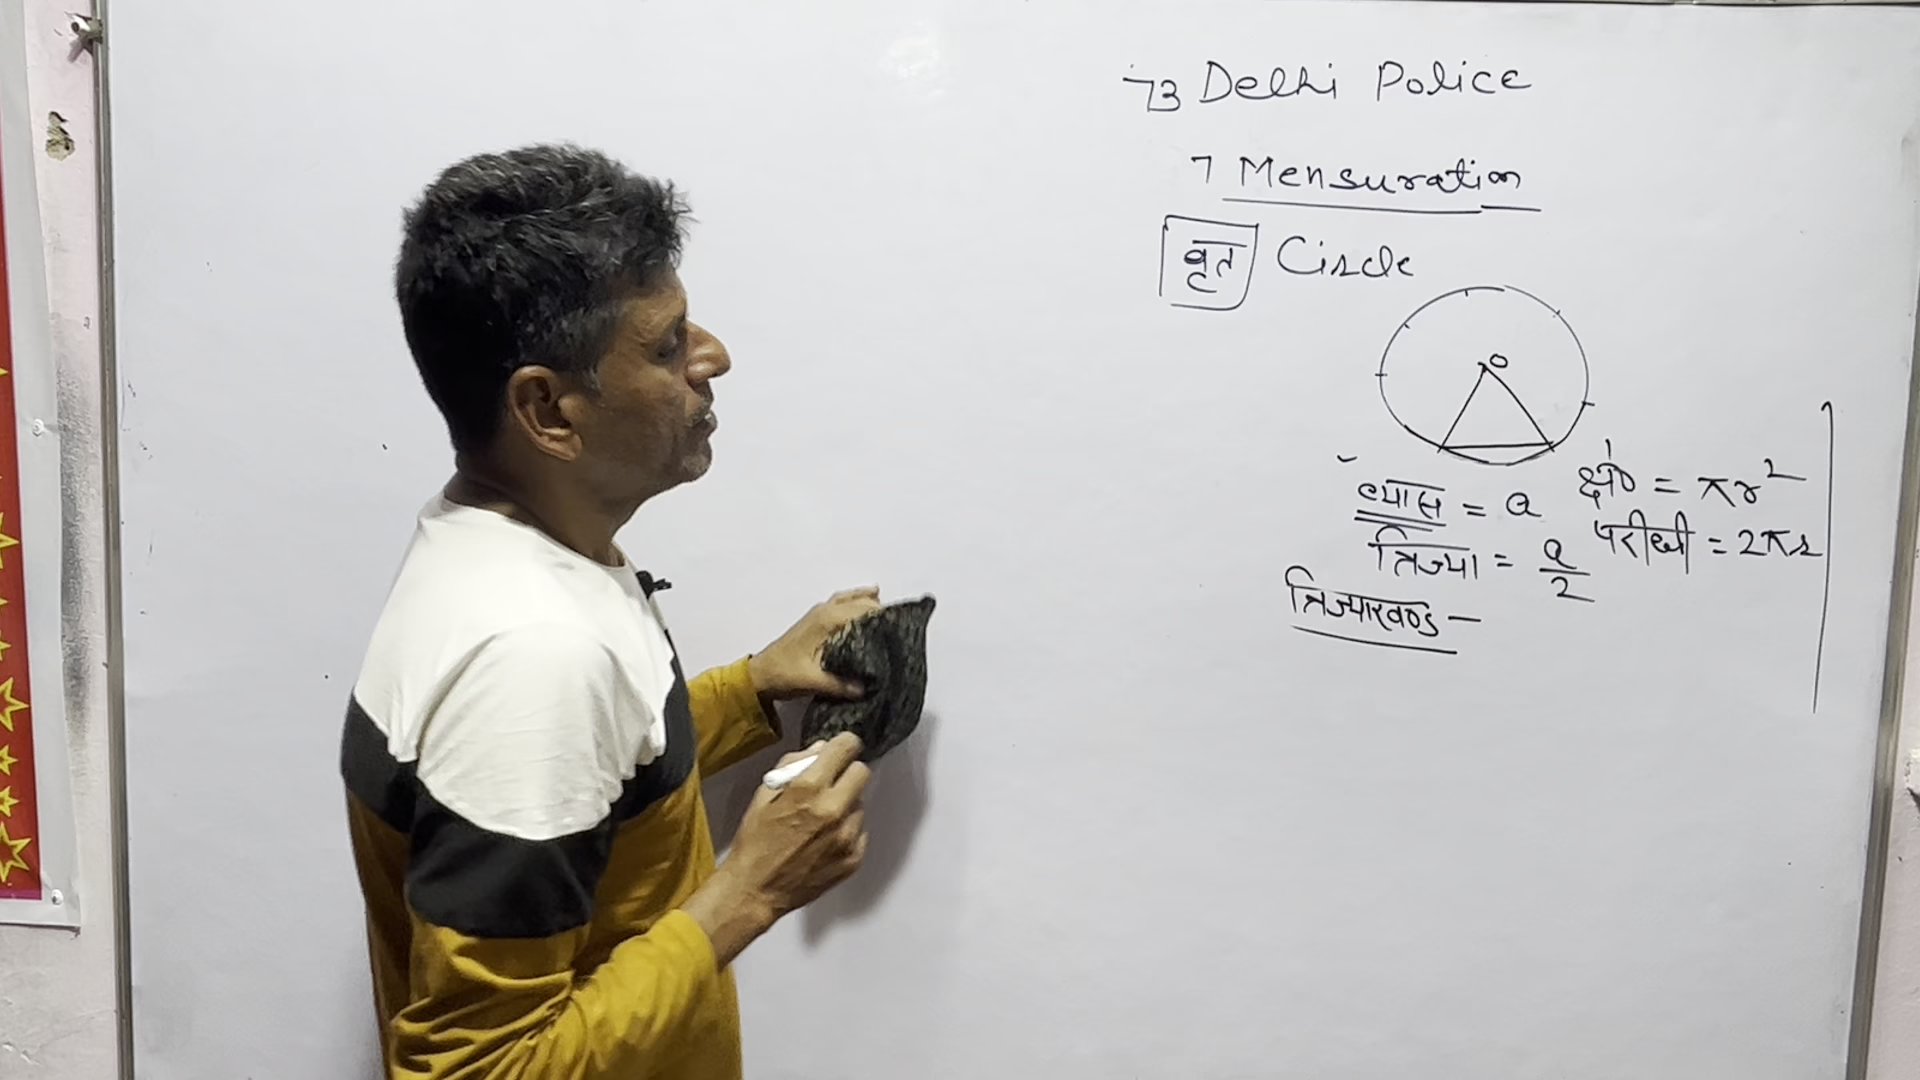 73 Delhi Police
7 Mensuration
वृत Circle
O
व्यास = a
क्षे० = πr²
त्रिज्या = a/2
परीधी = 2πr
त्रिज्याखण्ड –